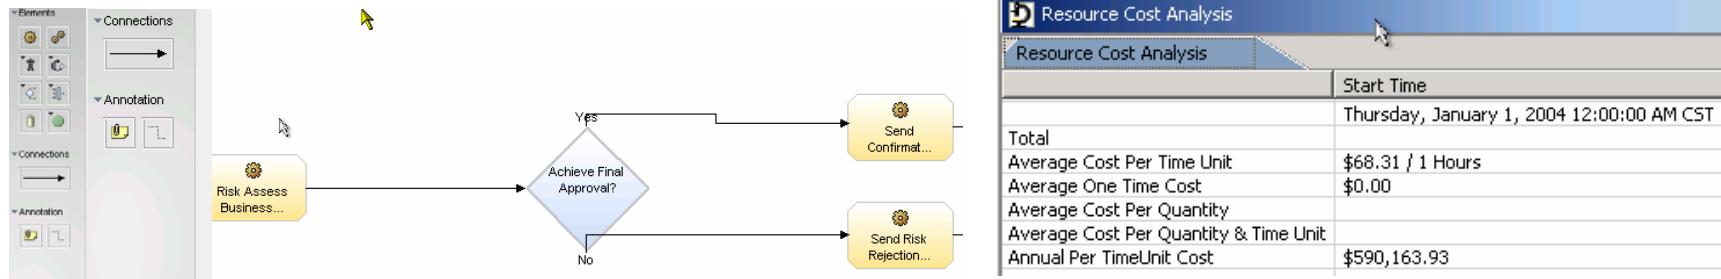 Elements
Connections
Annotation
Connections
Annotation
Risk Assess
Business...
Achieve Final
Approval?
Yes
No
Send
Confirmat...
Send Risk
Rejection...
Resource Cost Analysis
Resource Cost Analysis
Start Time
Thursday, January 1, 2004 12:00:00 AM CST
Total
Average Cost Per Time Unit $68.31 / 1 Hours
Average One Time Cost $0.00
Average Cost Per Quantity
Average Cost Per Quantity & Time Unit
Annual Per TimeUnit Cost $590,163.93